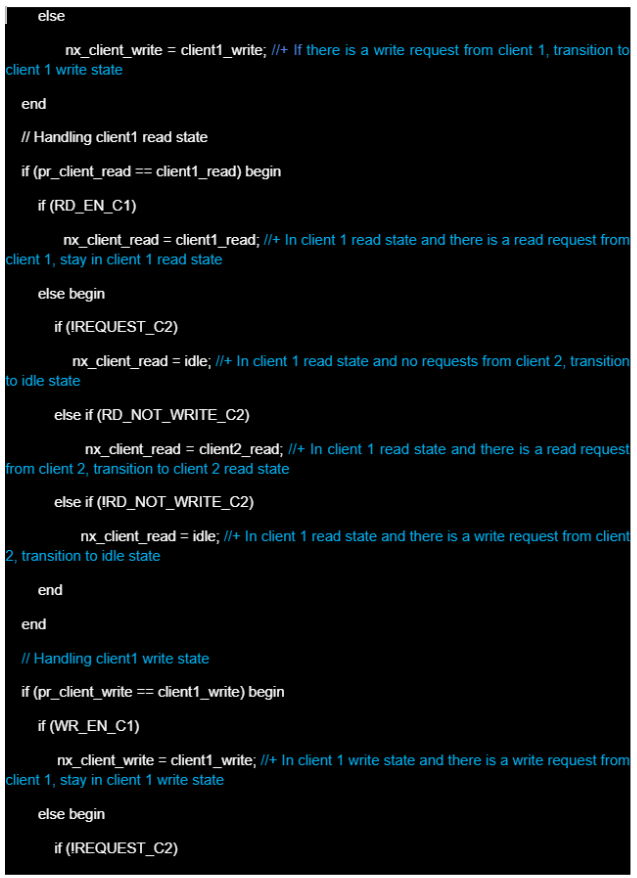 else
nx_client_write = client1_write; //+ If there is a write request from client 1, transition to
client 1 write state
end
// Handling client1 read state
if (pr_client_read == client1_read) begin
if (RD_EN_C1)
nx_client_read = client1_read; //+ In client 1 read state and there is a read request from
client 1, stay in client 1 read state
else begin
if (!REQUEST_C2)
nx_client_read = idle; //+ In client 1 read state and no requests from client 2, transition
to idle state
else if (RD_NOT_WRITE_C2)
nx_client_read = client2_read; //+ In client 1 read state and there is a read request
from client 2, transition to client 2 read state
else if (!RD_NOT_WRITE_C2)
nx_client_read = idle; //+ In client 1 read state and there is a write request from client
2, transition to idle state
end
end
// Handling client1 write state
if (pr_client_write == client1_write) begin
if (WR_EN_C1)
nx_client_write = client1_write; //+ In client 1 write state and there is a write request from
client 1, stay in client 1 write state
else begin
if (!REQUEST_C2)